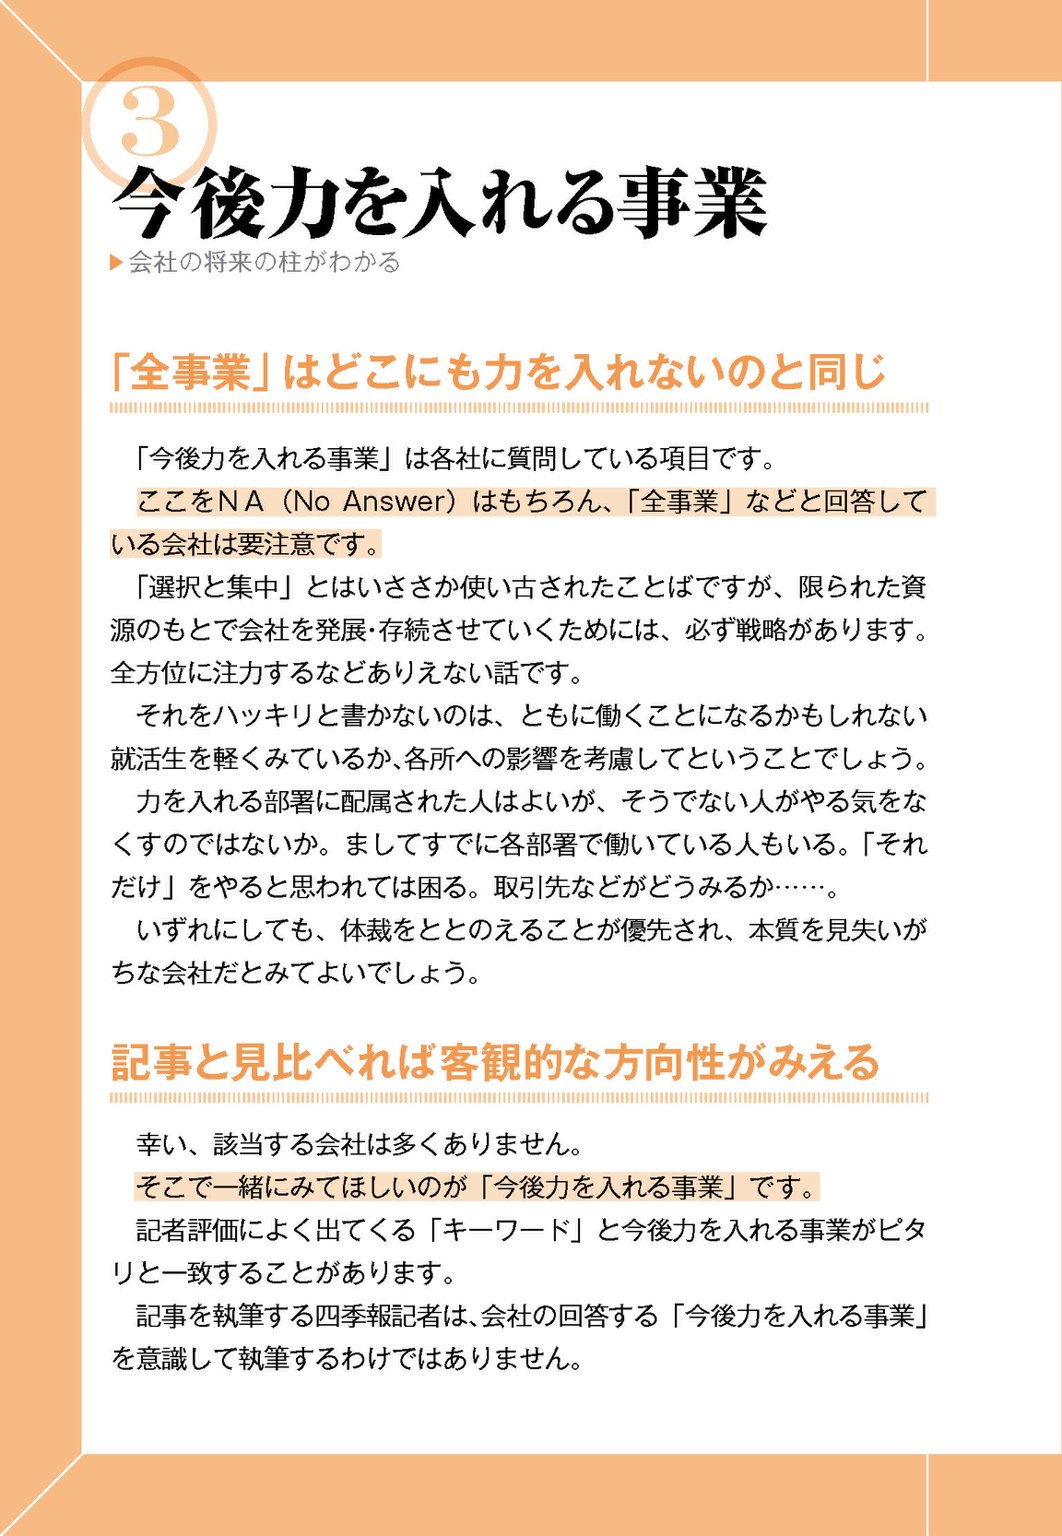 3
今後力を入れる事業
▶会社の将来の柱がわかる
「全事業」はどこにも力を入れないのと同じ
「今後力を入れる事業」は各社に質問している項目です。
ここをＮＡ（No Answer）はもちろん、「全事業」などと回答して
いる会社は要注意です。
「選択と集中」とはいささか使い古されたことばですが、限られた資
源のもとで会社を発展・存続させていくためには、必ず戦略があります。
全方位に注力するなどありえない話です。
それをハッキリと書かないのは、ともに働くことになるかもしれない
就活生を軽くみているか、各所への影響を考慮してということでしょう。
力を入れる部署に配属された人はよいが、そうでない人がやる気をな
くすのではないか。ましてすでに各部署で働いている人もいる。「それ
だけ」をやると思われては困る。取引先などがどうみるか……。
いずれにしても、体裁をととのえることが優先され、本質を見失いが
ちな会社だとみてよいでしょう。
記事と見比べれば客観的な方向性がみえる
幸い、該当する会社は多くありません。
そこで一緒にみてほしいのが「今後力を入れる事業」です。
記者評価によく出てくる「キーワード」と今後力を入れる事業がピタ
リと一致することがあります。
記事を執筆する四季報記者は、会社の回答する「今後力を入れる事業」
を意識して執筆するわけではありません。